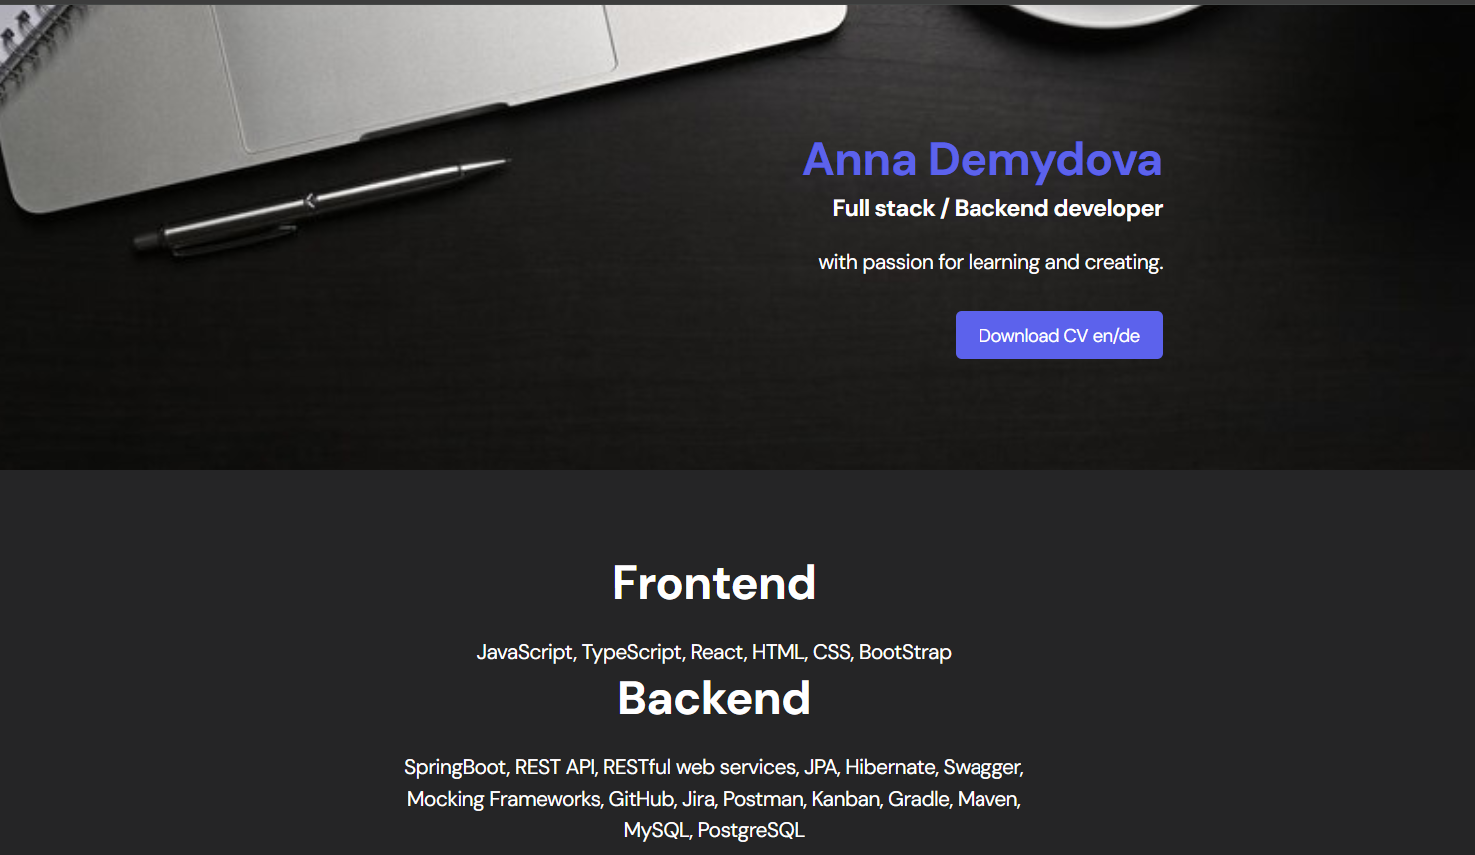 Anna Demydova
Full stack / Backend developer
with passion for learning and creating.
Download CV en/de
Frontend
JavaScript, TypeScript, React, HTML, CSS, BootStrap
Backend
SpringBoot, REST API, RESTful web services, JPA, Hibernate, Swagger,
Mocking Frameworks, GitHub, Jira, Postman, Kanban, Gradle, Maven,
MySQL, PostgreSQL